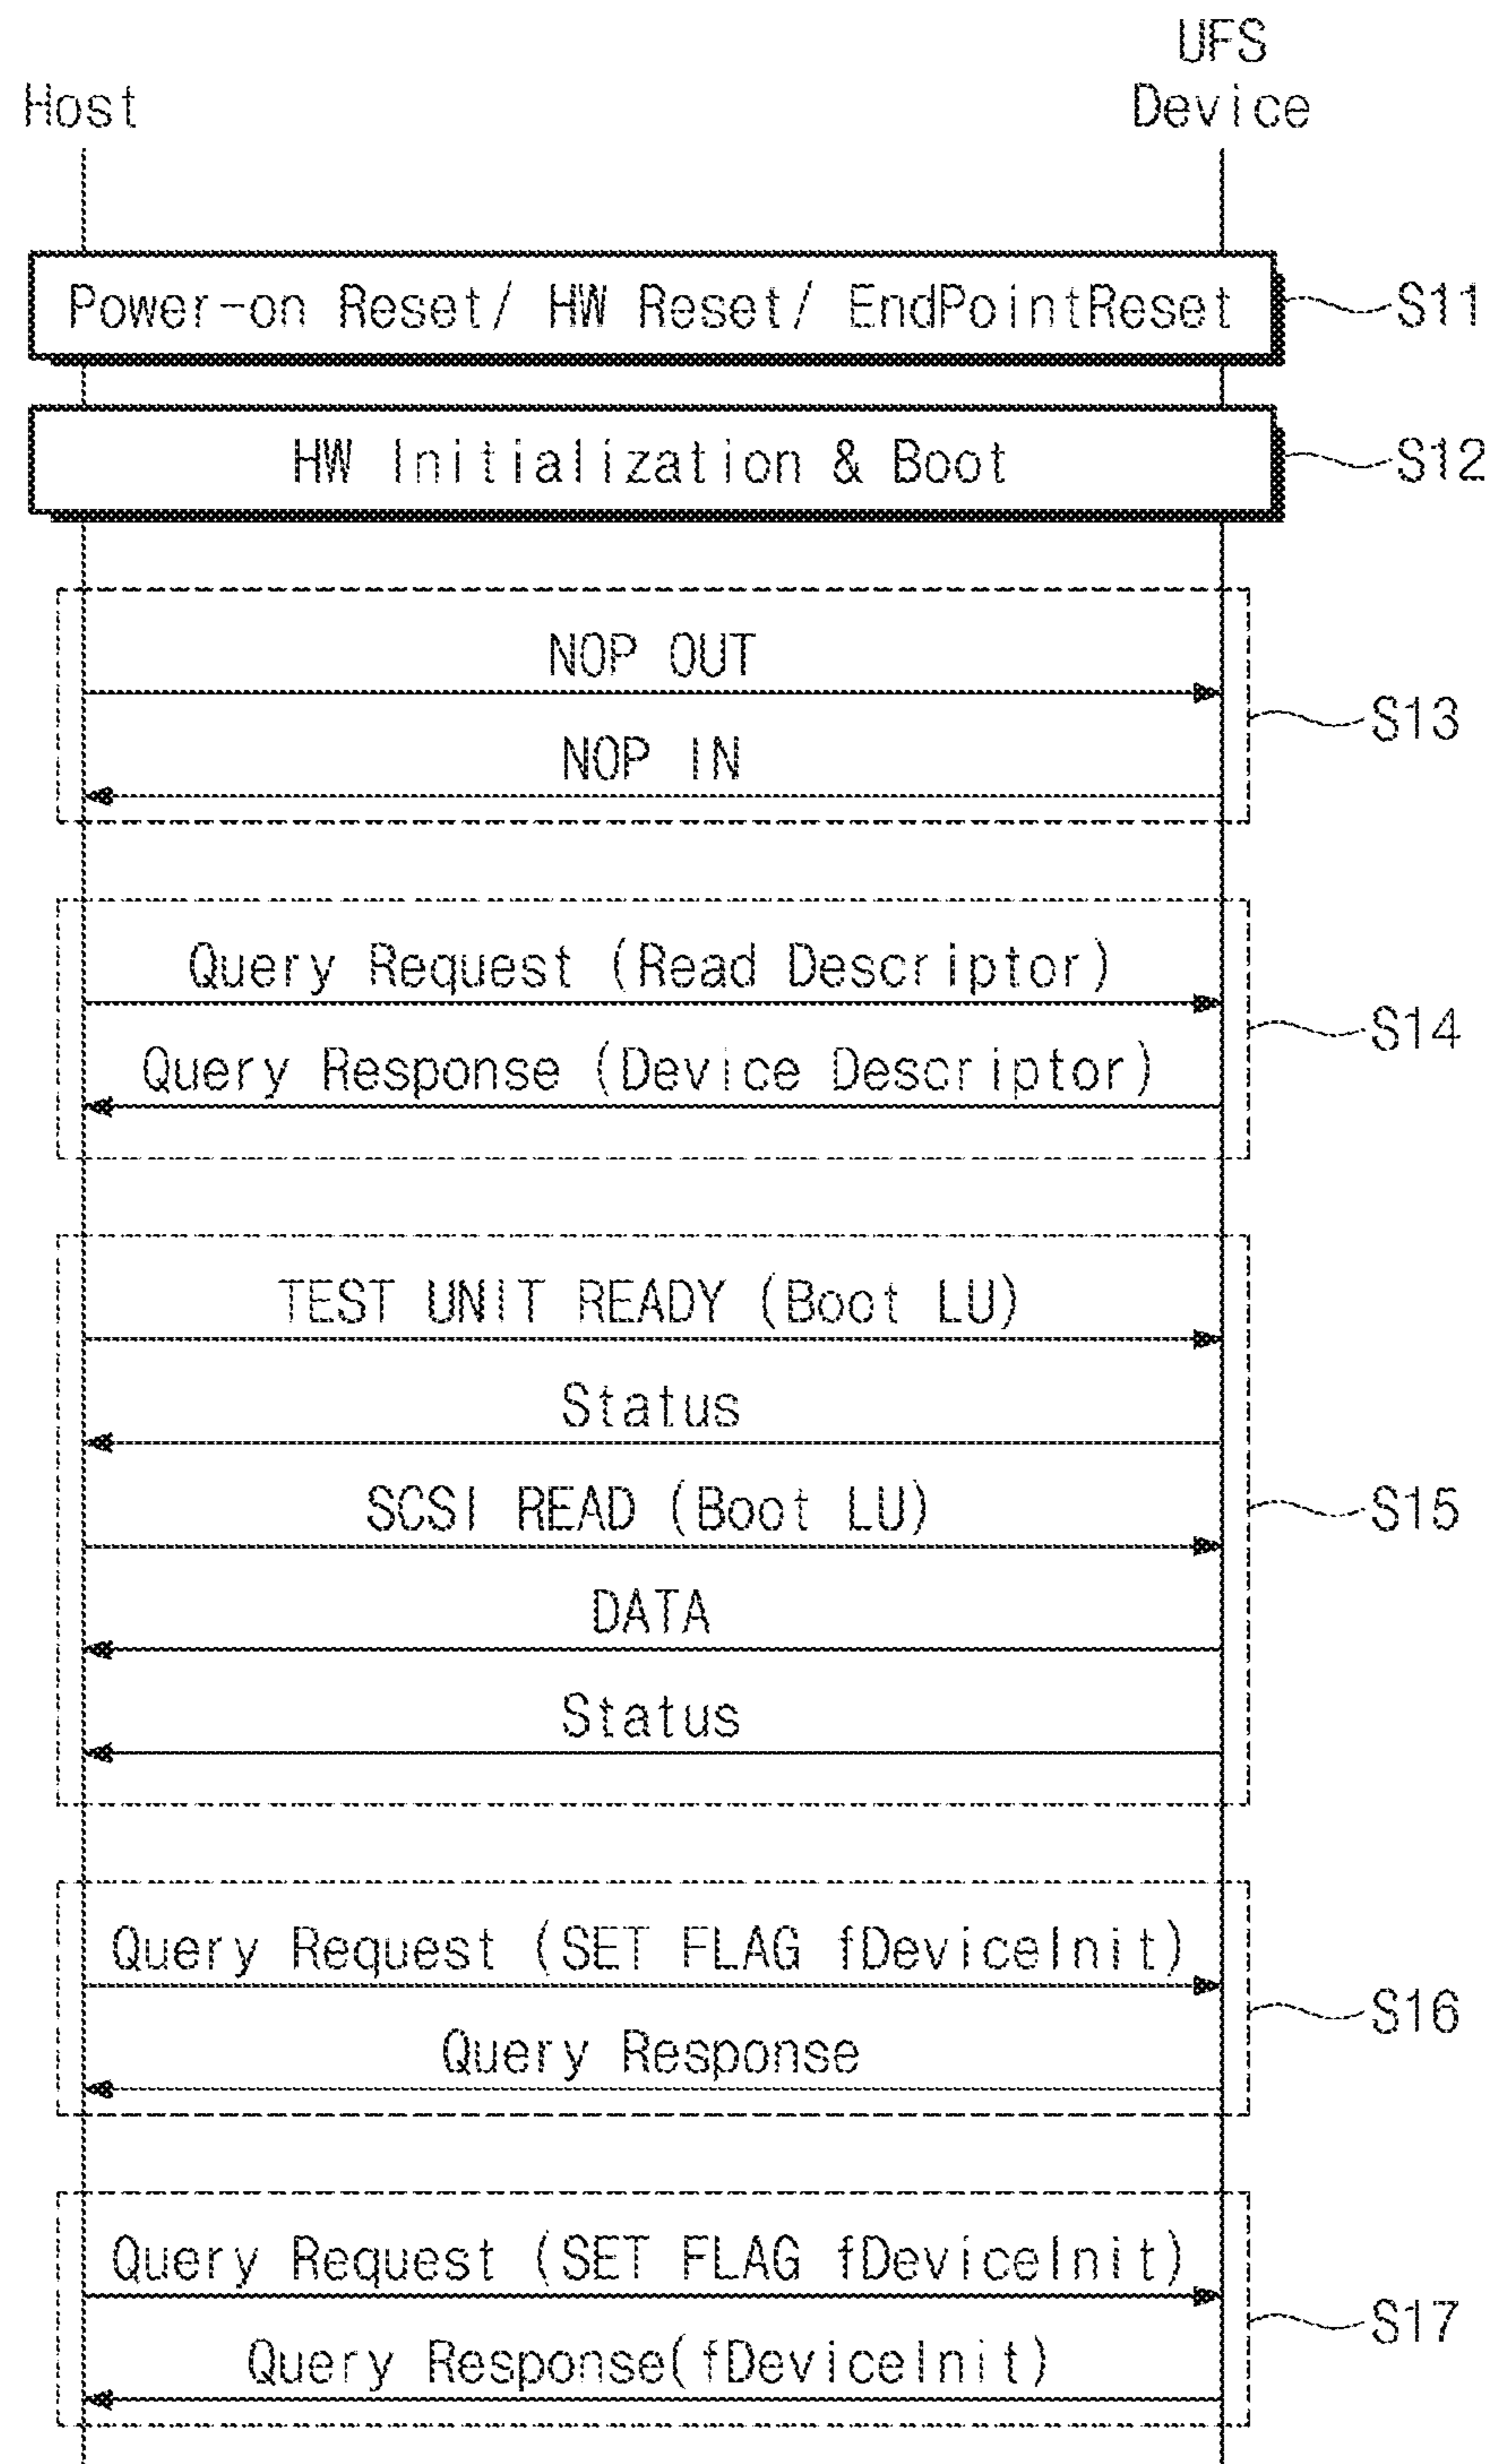 UFS
Host
Device
Power-on Reset/ HW Reset/ EndPointReset
S11
HW Initialization & Boot
S12
NOP OUT
S13
NOP IN
Query Request (Read Descriptor)
S14
Query Response (Device Descriptor)
TEST UNIT READY (Boot LU)
Status
SCSI READ (Boot LU)
S15
DATA
Status
Query Request (SET FLAG fDeviceInit)
S16
Query Response
Query Request (SET FLAG fDeviceInit)
S17
Query Response(fDeviceInit)